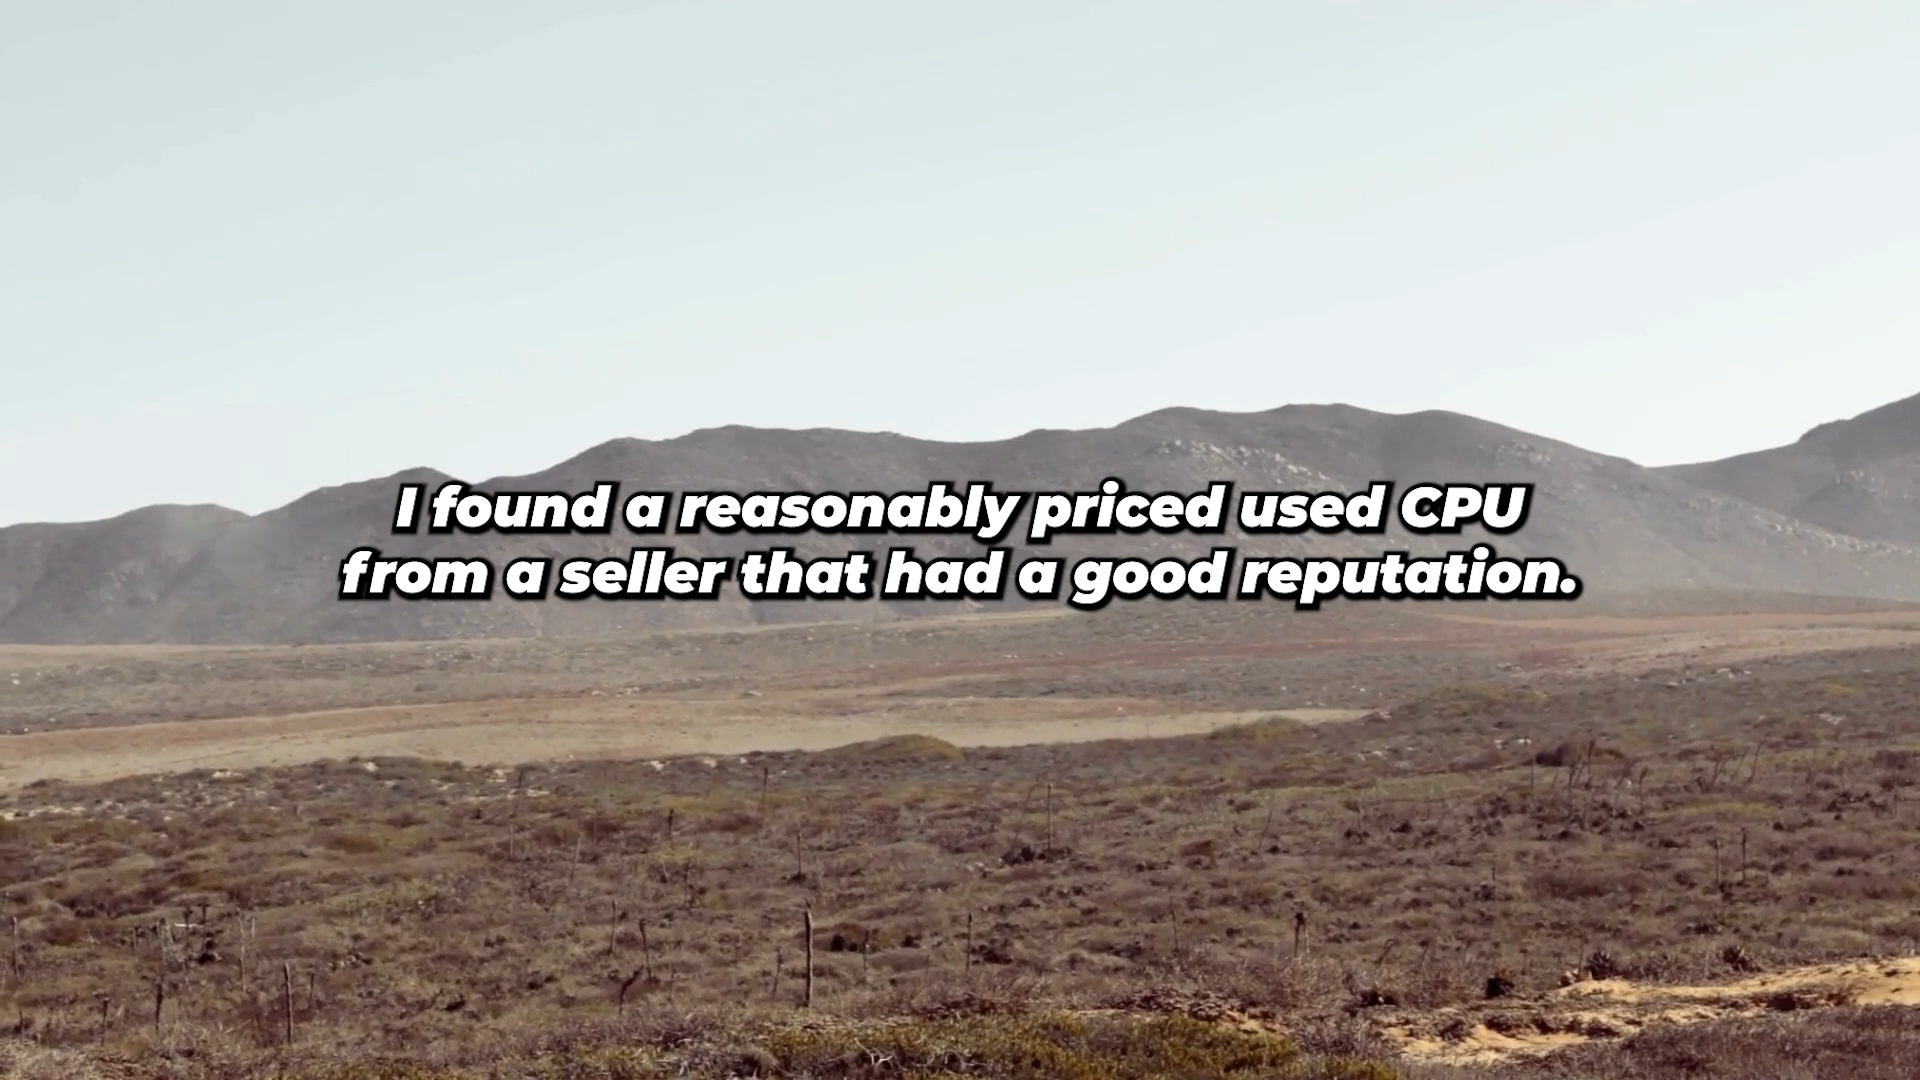 I found a reasonably priced used CPU
from a seller that had a good reputation.